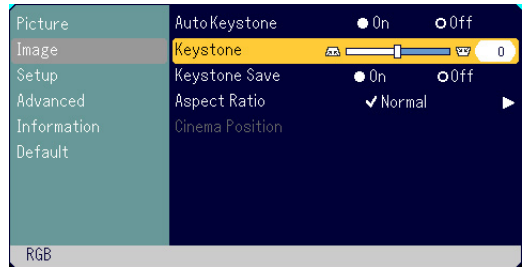 Picture
Image
Setup
Advanced
Information
Default
Auto Keystone On Off
Keystone 0
Keystone Save On Off
Aspect Ratio Normal
Cinema Position
RGB